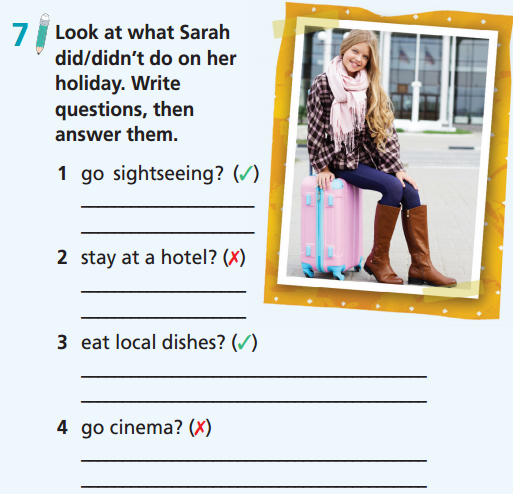 7 Look at what Sarah
did/didn't do on her
holiday. Write
questions, then
answer them.
1 go sightseeing? (✓)
2 stay at a hotel? (✗)
3 eat local dishes? (✓)
4 go cinema? (✗)